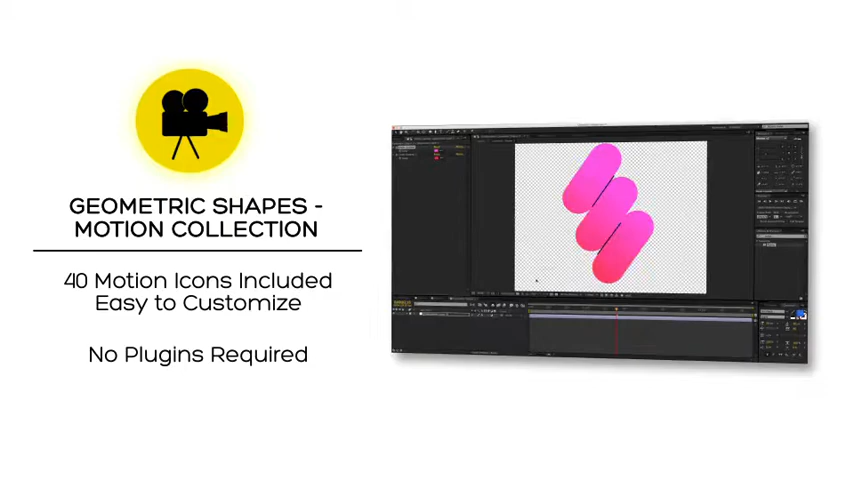 GEOMETRIC SHAPES -
MOTION COLLECTION
40 Motion Icons Included
Easy to Customize
No Plugins Required